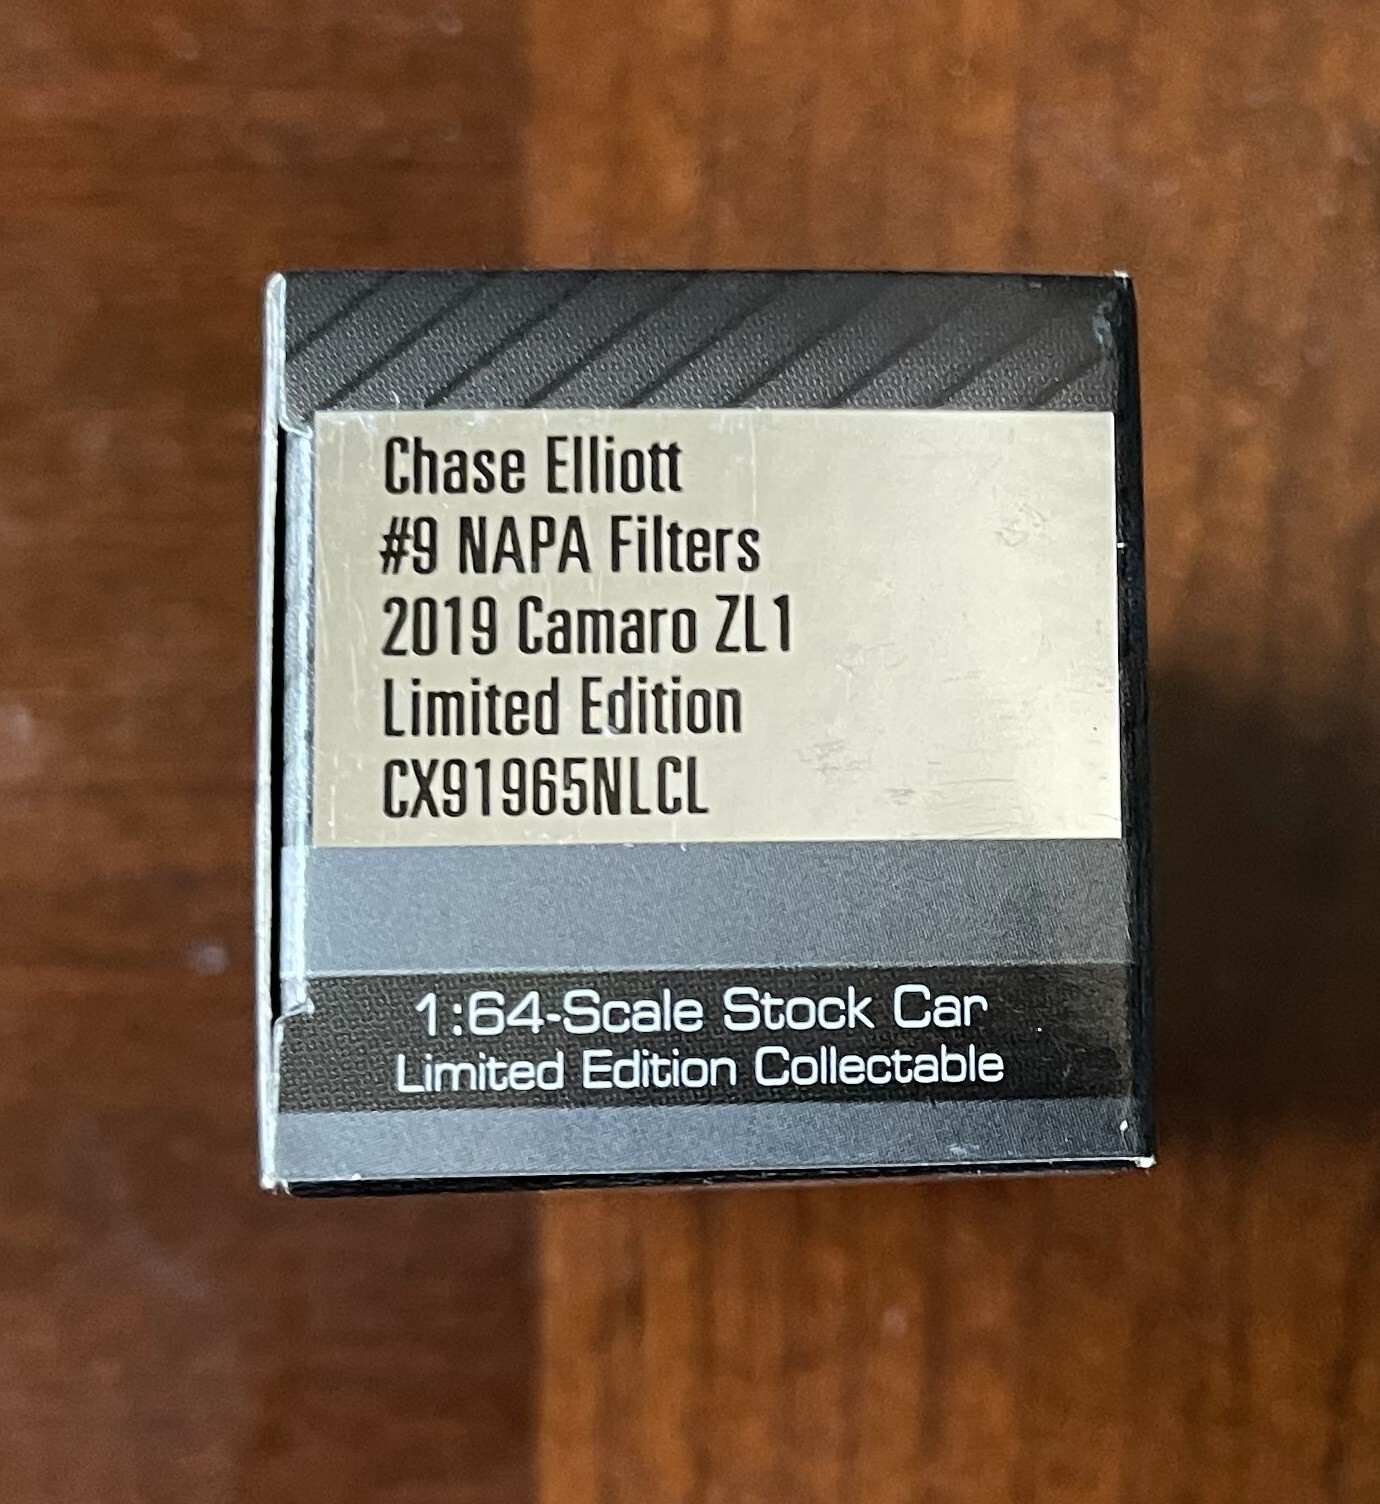 Chase Elliott
#9 NAPA Filters
2019 Camaro ZL1
Limited Edition
CX91965NLCL
1:64-Scale Stock Car
Limited Edition Collectable